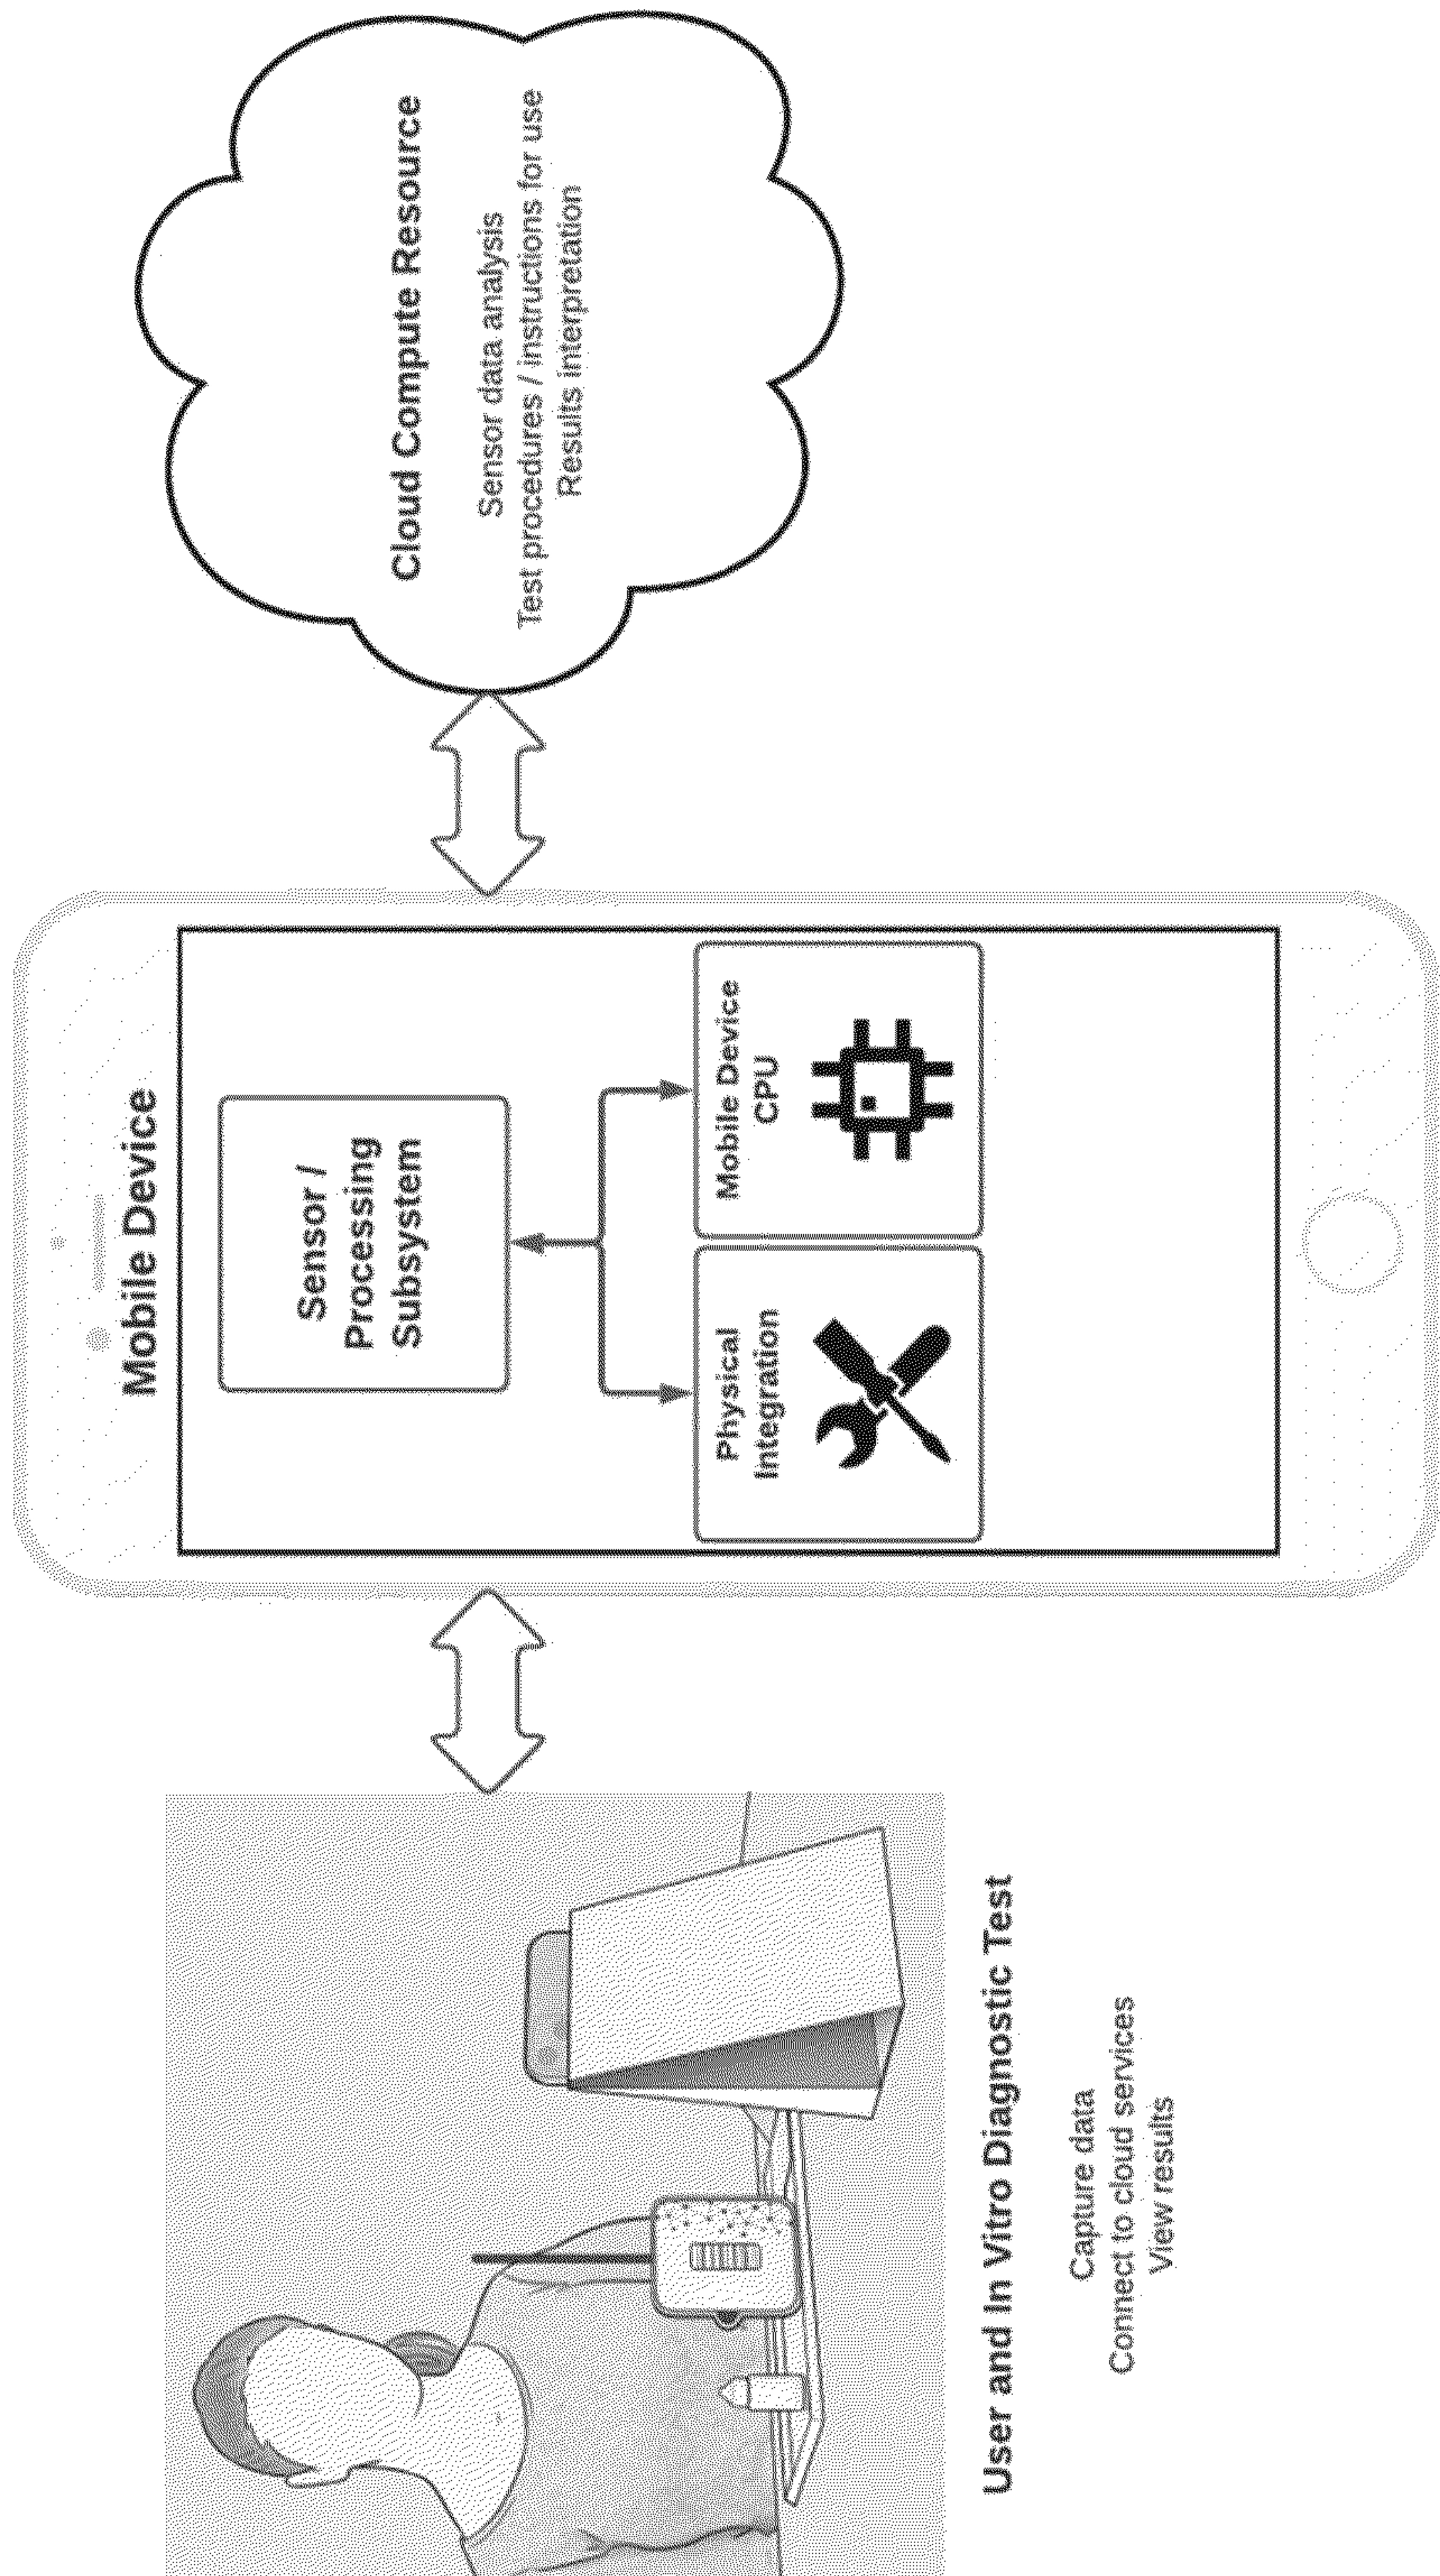 User and In Vitro Diagnostic Test
Capture data
Connect to cloud services
View results
Mobile Device
Sensor /
Processing
Subsystem
Physical
Integration
Mobile Device
CPU
Cloud Compute Resource
Sensor data analysis
Test procedures / instructions for use
Results interpretation